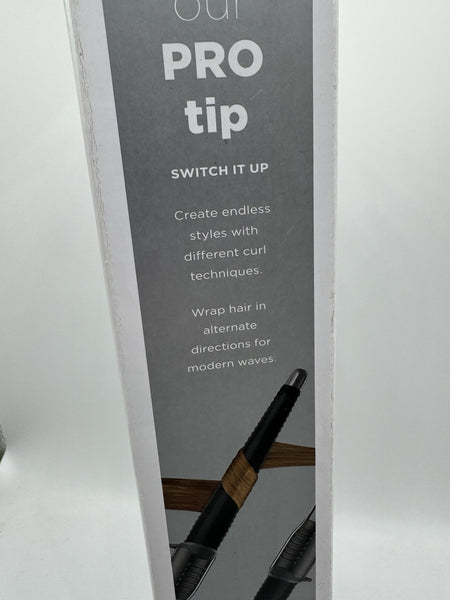 our
PRO
tip
SWITCH IT UP
Create endless
styles with
different curl
techniques.
Wrap hair in
alternate
directions for
modern waves.